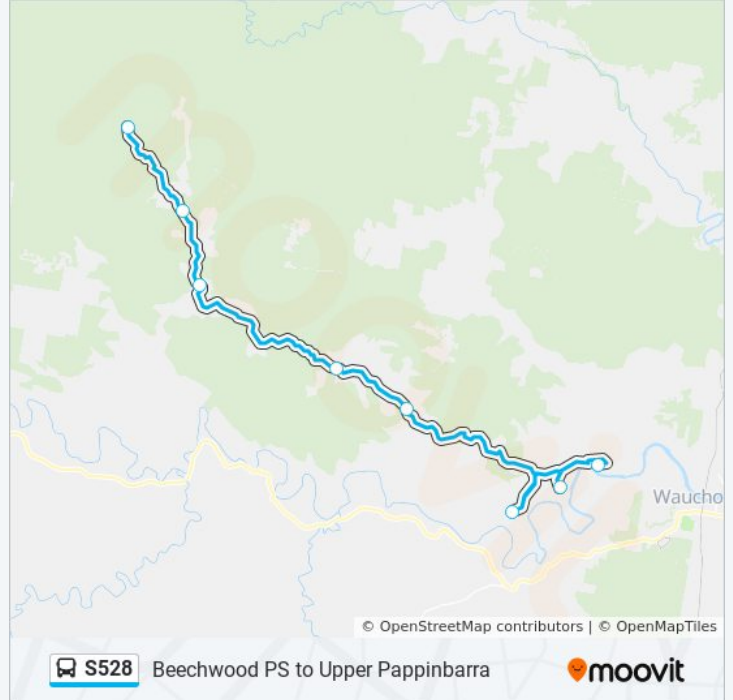 Waucho
© OpenStreetMap contributors | © OpenMapTiles
S528 Beechwood PS to Upper Pappinbarra
moovit